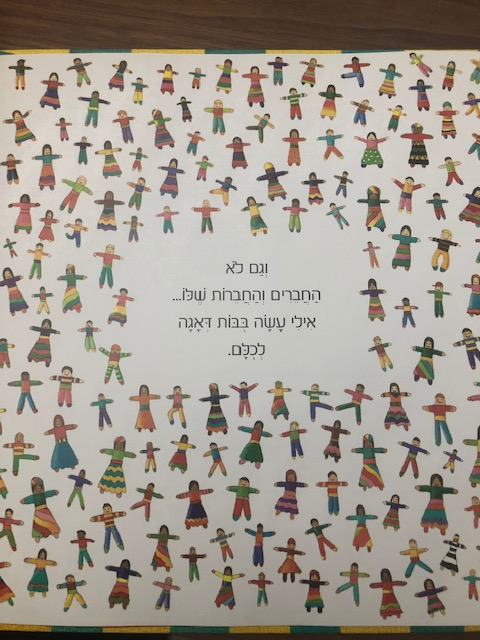 וְגַם לֹא
הַחֲבֵרִים וְהַחֲבֵרוֹת שֶׁלּוֹ...
אִילִי עָשָׂה בֻּבּוֹת דְּאָגָה
לְכֻלָּם.